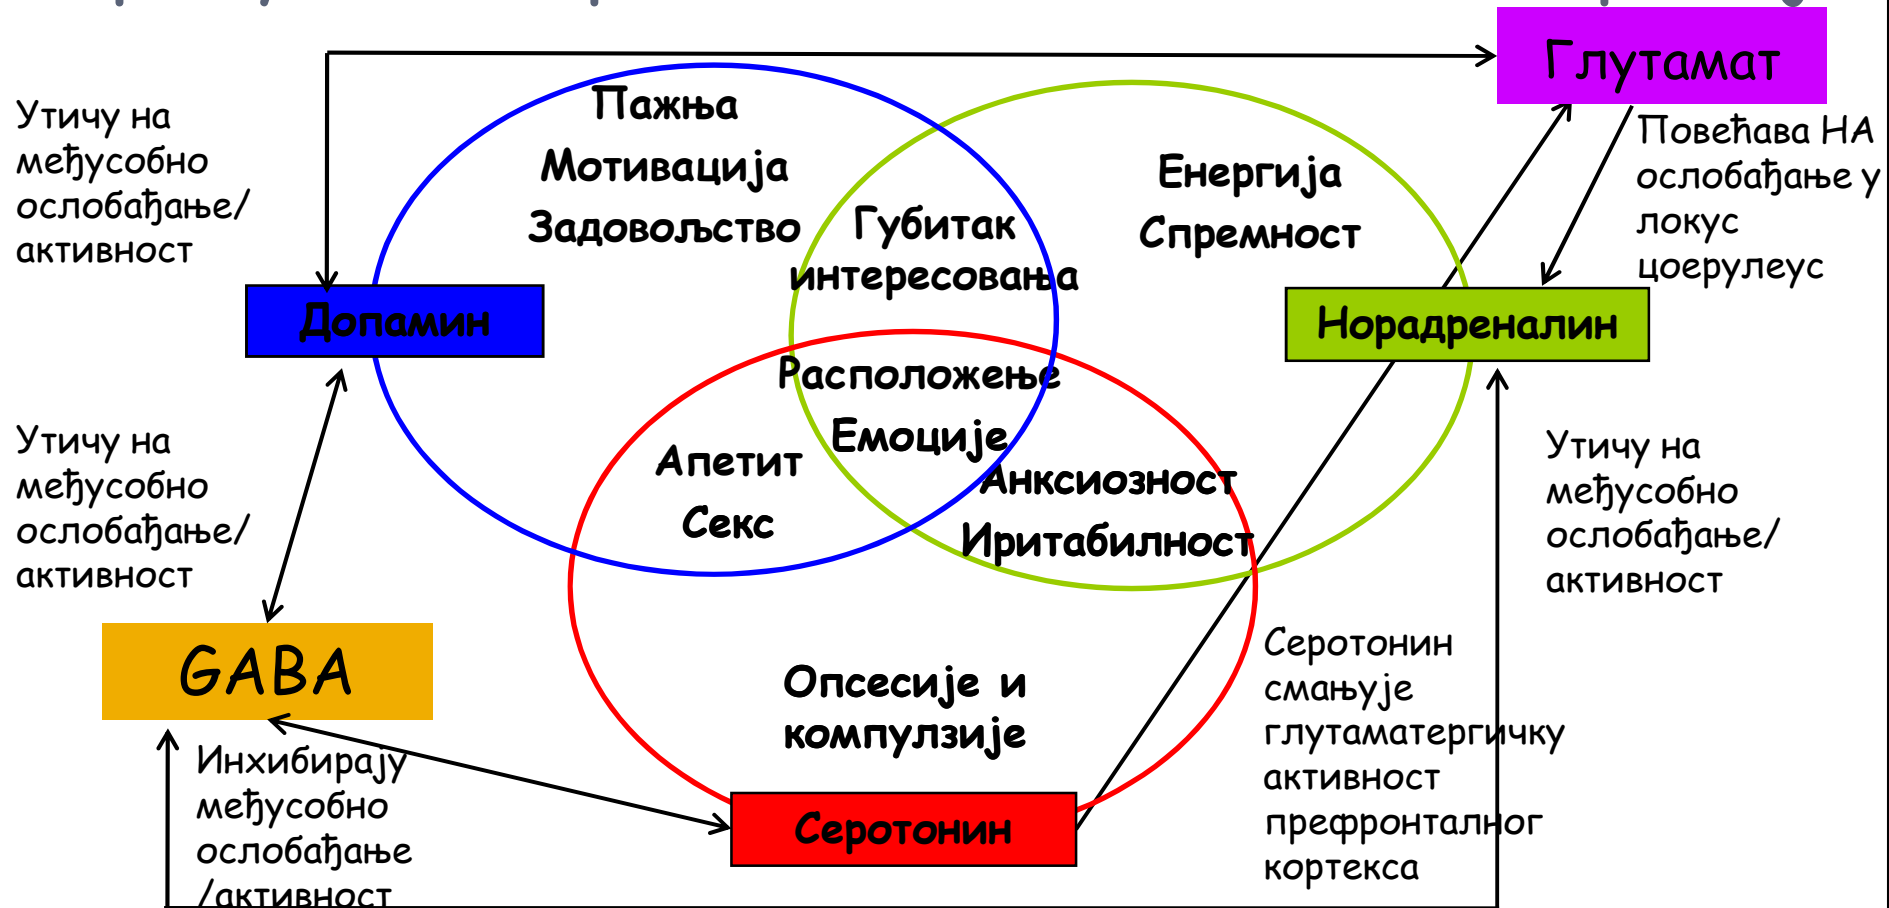 Глутамат
Утичу на
међусобно
ослобађање/
активност
Пажња
Мотивација
Задовољство
Губитак
интересовања
Енергија
Спремност
Повећава НА
ослобађање у
локус
цоерулеус
Допамин
Норадреналин
Расположење
Емоције
Апетит
Секс
Анксиозност
Иритабилност
Утичу на
међусобно
ослобађање/
активност
Утичу на
међусобно
ослобађање/
активност
GABA
Опсесије и
компулзије
Серотонин
смањује
глутаматергичку
активност
префронталног
кортекса
Инхибирају
међусобно
ослобађање
/активност
Серотонин